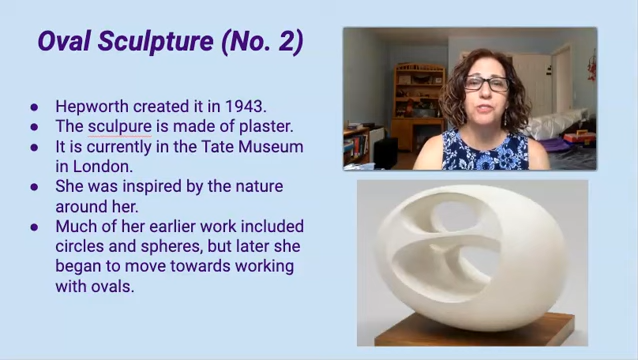 Oval Sculpture (No. 2)
● Hepworth created it in 1943.
● The sculpure is made of plaster.
● It is currently in the Tate Museum
in London.
● She was inspired by the nature
around her.
● Much of her earlier work included
circles and spheres, but later she
began to move towards working
with ovals.